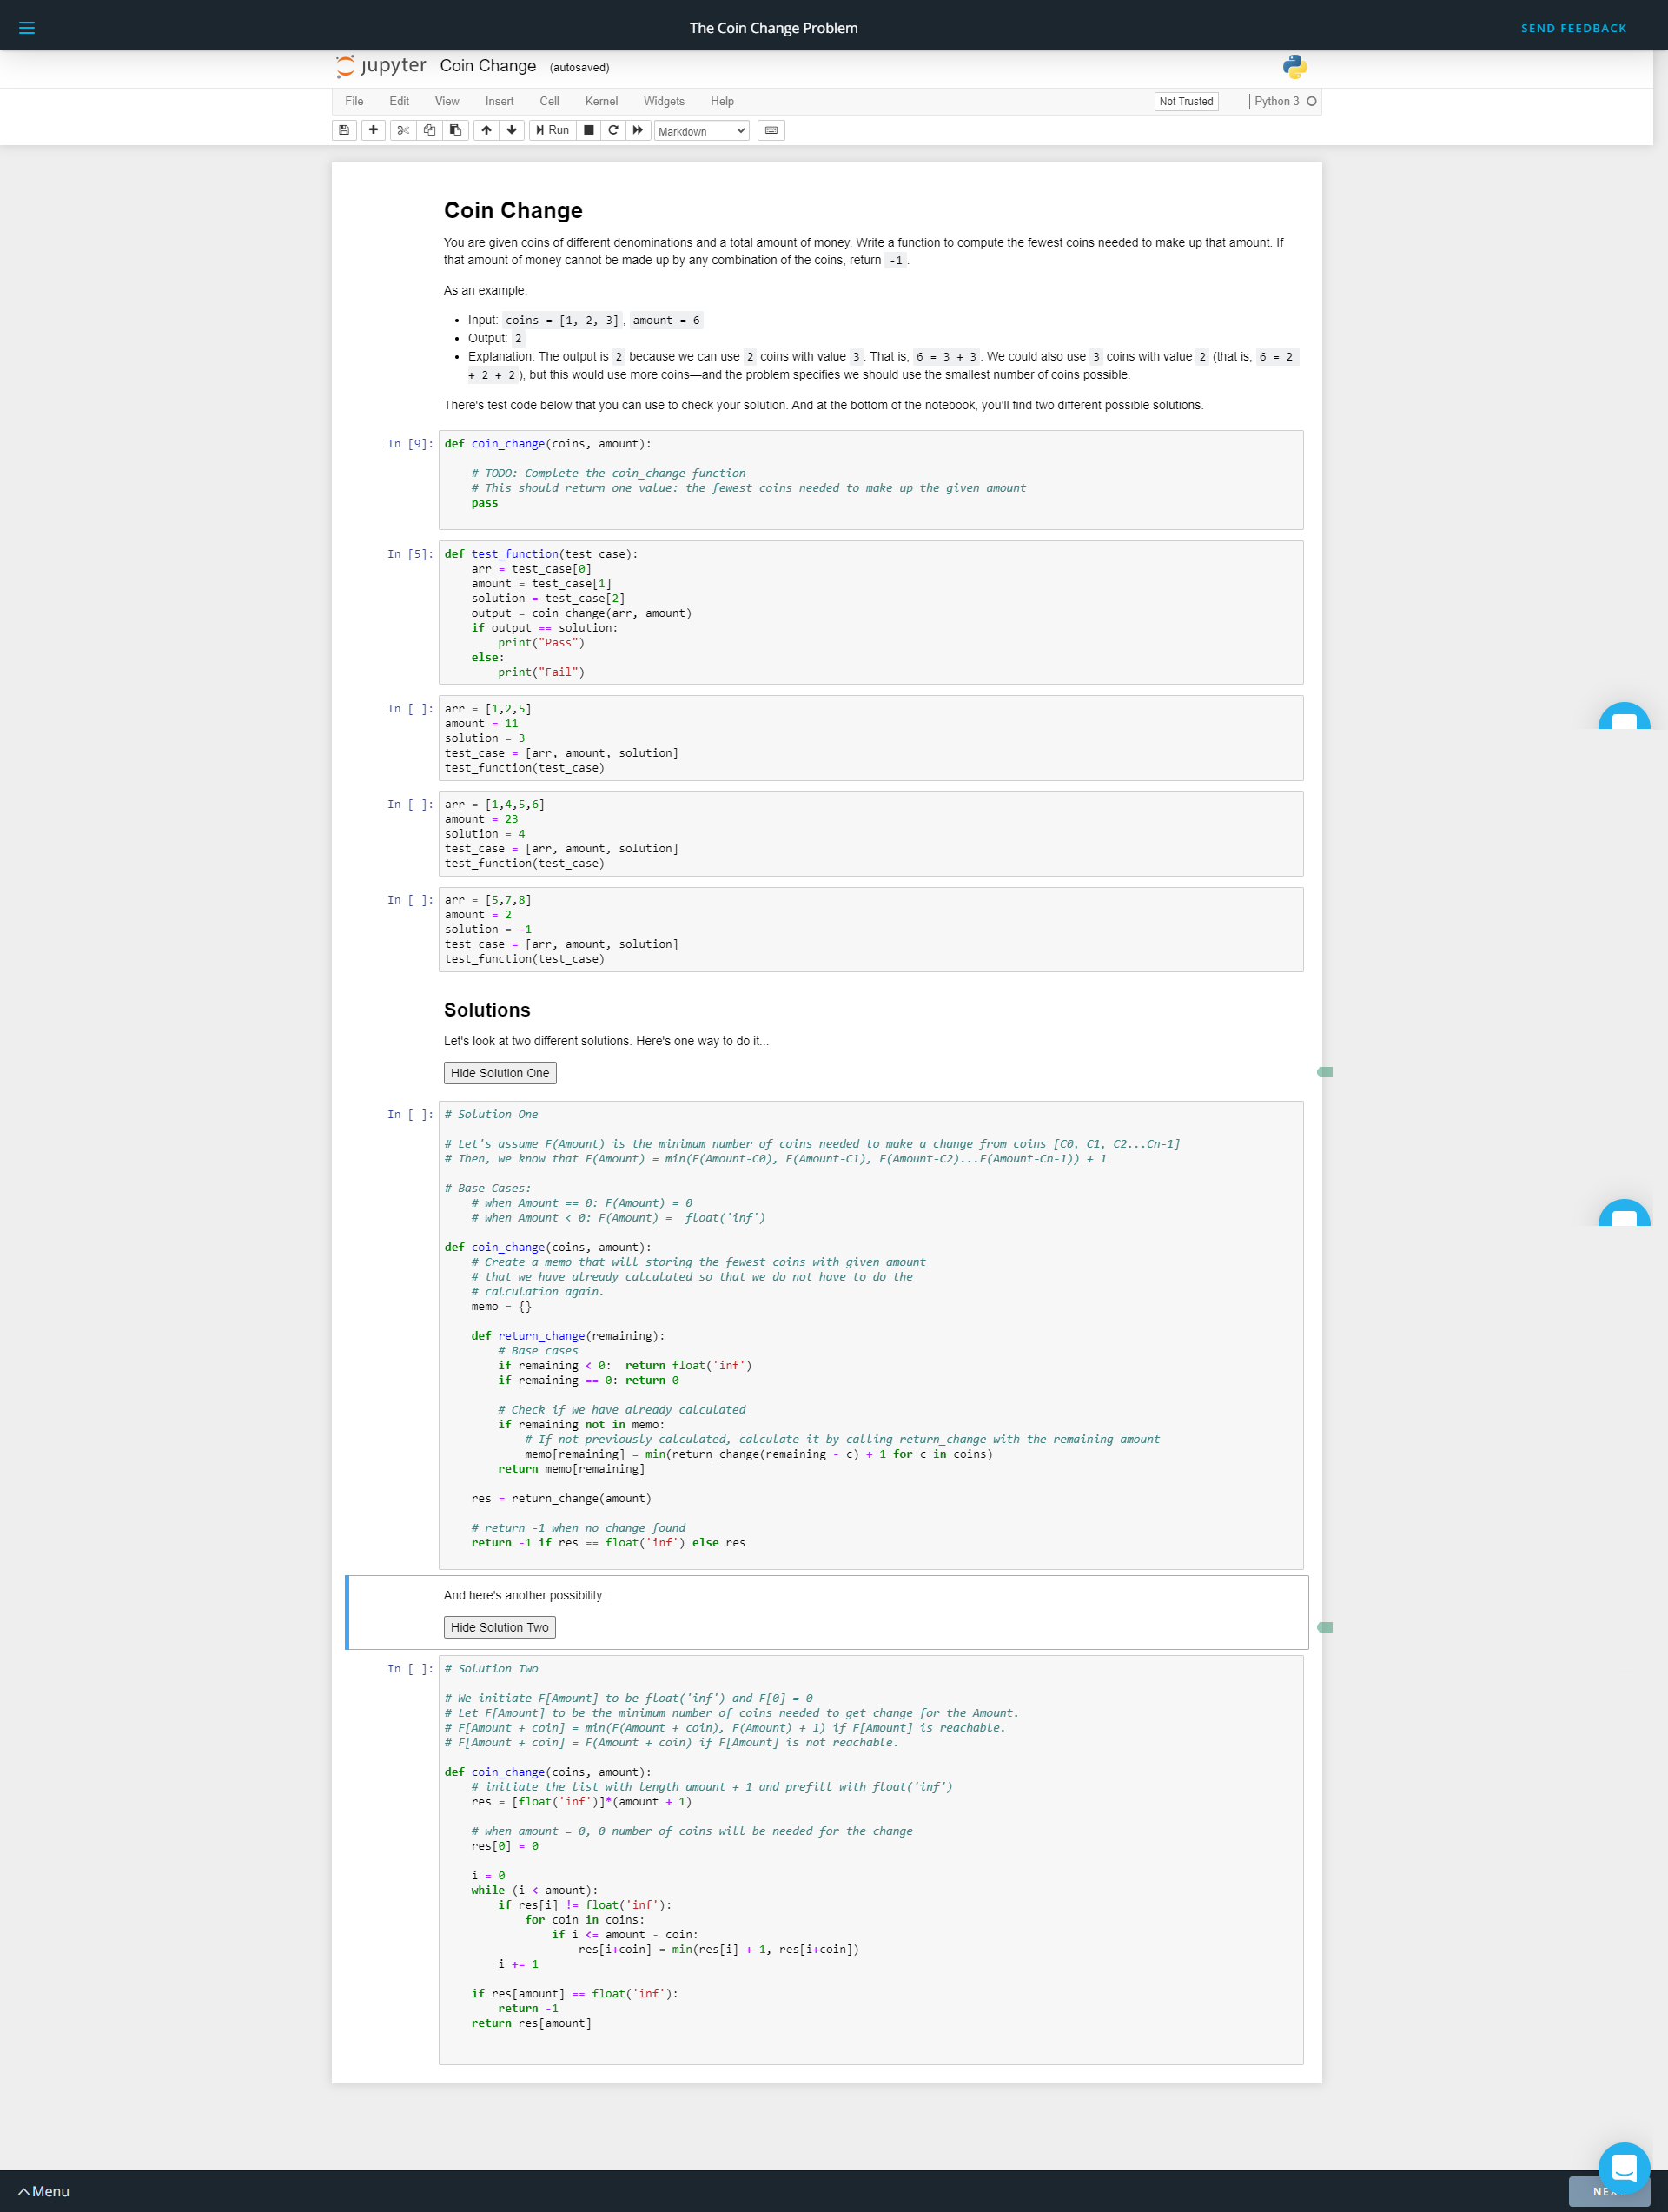 The Coin Change Problem
SEND FEEDBACK
jupyter Coin Change (autosaved)
File Edit View Insert Cell Kernel Widgets Help
Not Trusted
Python 3
Run
Markdown
Coin Change
You are given coins of different denominations and a total amount of money. Write a function to compute the fewest coins needed to make up that amount. If
that amount of money cannot be made up by any combination of the coins, return -1 .
As an example:
• Input: coins = [1, 2, 3] , amount = 6
• Output: 2
• Explanation: The output is 2 because we can use 2 coins with value 3 . That is, 6 = 3 + 3 . We could also use 3 coins with value 2 (that is, 6 = 2
+ 2 + 2 ), but this would use more coins—and the problem specifies we should use the smallest number of coins possible.
There's test code below that you can use to check your solution. And at the bottom of the notebook, you'll find two different possible solutions.
In [9]: def coin_change(coins, amount):
# TODO: Complete the coin_change function
# This should return one value: the fewest coins needed to make up the given amount
pass
In [5]: def test_function(test_case):
arr = test_case[0]
amount = test_case[1]
solution = test_case[2]
output = coin_change(arr, amount)
if output == solution:
print("Pass")
else:
print("Fail")
In [ ]: arr = [1,2,5]
amount = 11
solution = 3
test_case = [arr, amount, solution]
test_function(test_case)
In [ ]: arr = [1,4,5,6]
amount = 23
solution = 4
test_case = [arr, amount, solution]
test_function(test_case)
In [ ]: arr = [5,7,8]
amount = 2
solution = -1
test_case = [arr, amount, solution]
test_function(test_case)
Solutions
Let's look at two different solutions. Here's one way to do it...
Hide Solution One
In [ ]: # Solution One
# Let's assume F(Amount) is the minimum number of coins needed to make a change from coins [C0, C1, C2...Cn-1]
# Then, we know that F(Amount) = min(F(Amount-C0), F(Amount-C1), F(Amount-C2)...F(Amount-Cn-1)) + 1
# Base Cases:
# when Amount == 0: F(Amount) = 0
# when Amount < 0: F(Amount) =  float('inf')
def coin_change(coins, amount):
# Create a memo that will storing the fewest coins with given amount
# that we have already calculated so that we do not have to do the
# calculation again.
memo = {}
def return_change(remaining):
# Base cases
if remaining < 0:  return float('inf')
if remaining == 0: return 0
# Check if we have already calculated
if remaining not in memo:
# If not previously calculated, calculate it by calling return_change with the remaining amount
memo[remaining] = min(return_change(remaining - c) + 1 for c in coins)
return memo[remaining]
res = return_change(amount)
# return -1 when no change found
return -1 if res == float('inf') else res
And here's another possibility:
Hide Solution Two
In [ ]: # Solution Two
# We initiate F[Amount] to be float('inf') and F[0] = 0
# Let F[Amount] to be the minimum number of coins needed to get change for the Amount.
# F[Amount + coin] = min(F(Amount + coin), F(Amount) + 1) if F[Amount] is reachable.
# F[Amount + coin] = F(Amount + coin) if F[Amount] is not reachable.
def coin_change(coins, amount):
# initiate the list with length amount + 1 and prefill with float('inf')
res = [float('inf')]*(amount + 1)
# when amount = 0, 0 number of coins will be needed for the change
res[0] = 0
i = 0
while (i < amount):
if res[i] != float('inf'):
for coin in coins:
if i <= amount - coin:
res[i+coin] = min(res[i] + 1, res[i+coin])
i += 1
if res[amount] == float('inf'):
return -1
return res[amount]
Menu